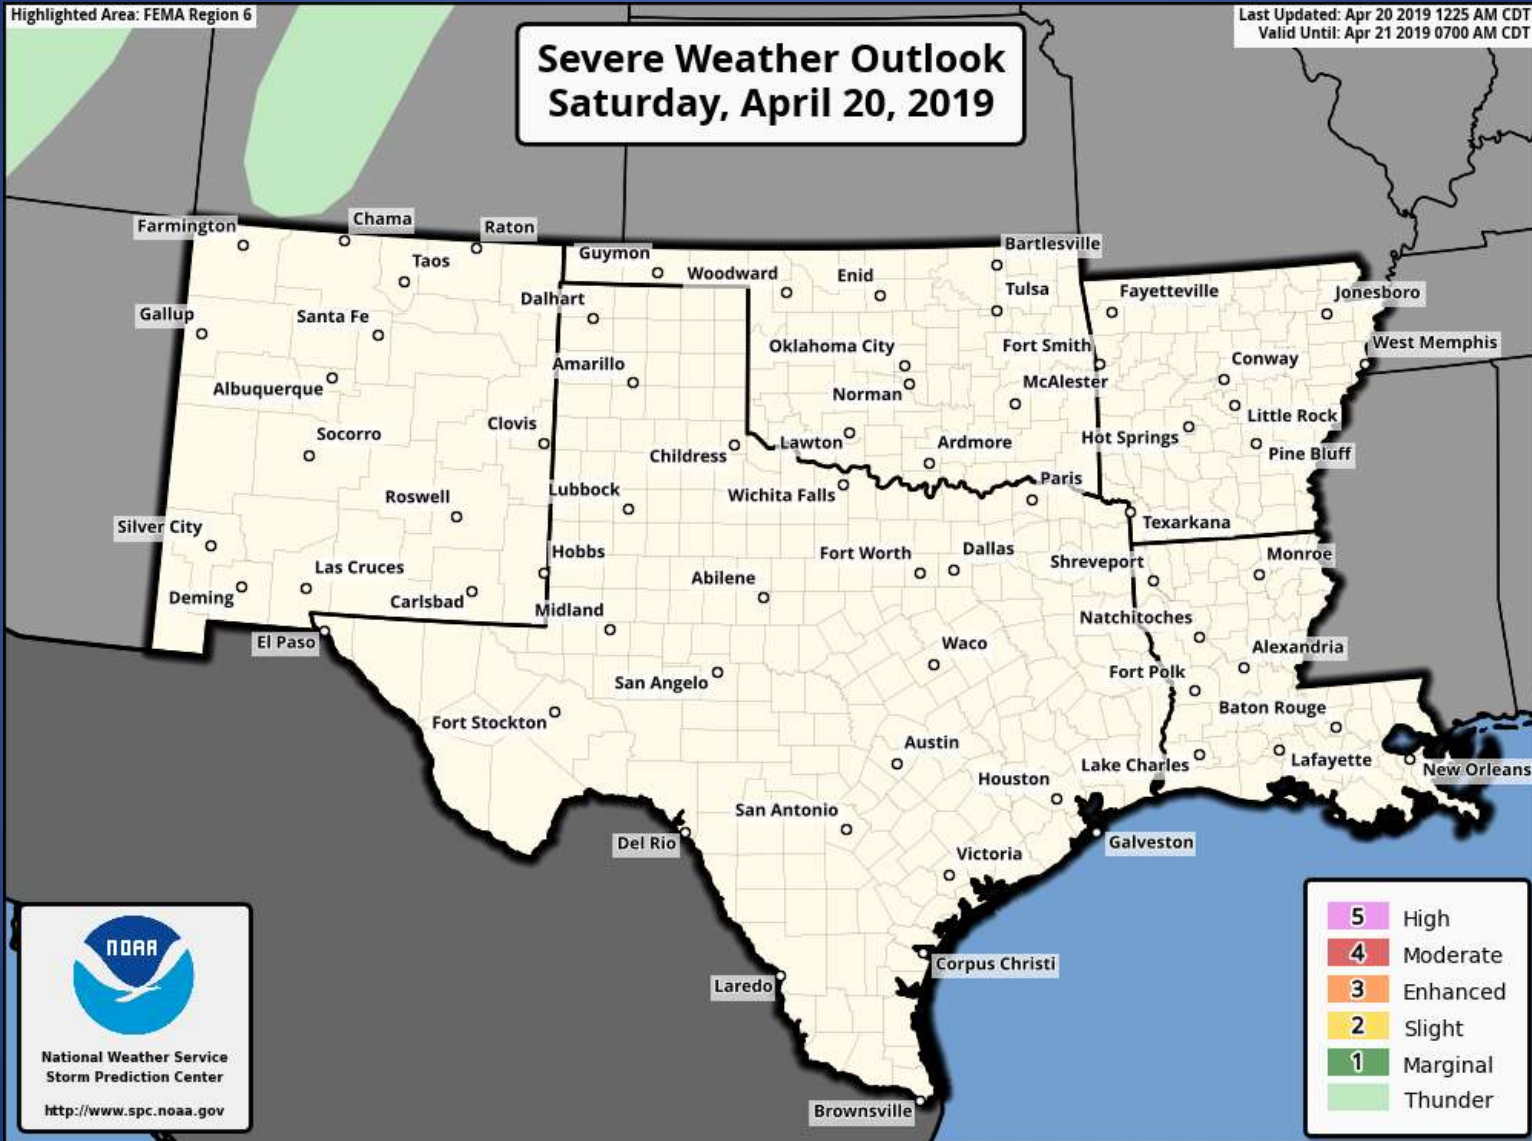 Highlighted Area: FEMA Region 6
Last Updated: Apr 20 2019 1225 AM CDT
Valid Until: Apr 21 2019 0700 AM CDT
Severe Weather Outlook
Saturday, April 20, 2019
Farmington
Chama
Raton
Taos
Guymon
Woodward
Enid
Bartlesville
Tulsa
Fayetteville
Jonesboro
Gallup
Santa Fe
Dalhart
Oklahoma City
Fort Smith
West Memphis
Albuquerque
Amarillo
Norman
McAlester
Conway
Little Rock
Socorro
Clovis
Childress
Lawton
Ardmore
Hot Springs
Pine Bluff
Roswell
Lubbock
Wichita Falls
Paris
Texarkana
Silver City
Las Cruces
Hobbs
Fort Worth
Dallas
Shreveport
Monroe
Deming
Carlsbad
Midland
Abilene
Natchitoches
El Paso
San Angelo
Waco
Fort Polk
Alexandria
Fort Stockton
Baton Rouge
Austin
Houston
Lake Charles
Lafayette
New Orleans
San Antonio
Del Rio
Victoria
Galveston
Corpus Christi
Laredo
Brownsville
NOAA
National Weather Service
Storm Prediction Center
http://www.spc.noaa.gov
5 High
4 Moderate
3 Enhanced
2 Slight
1 Marginal
Thunder